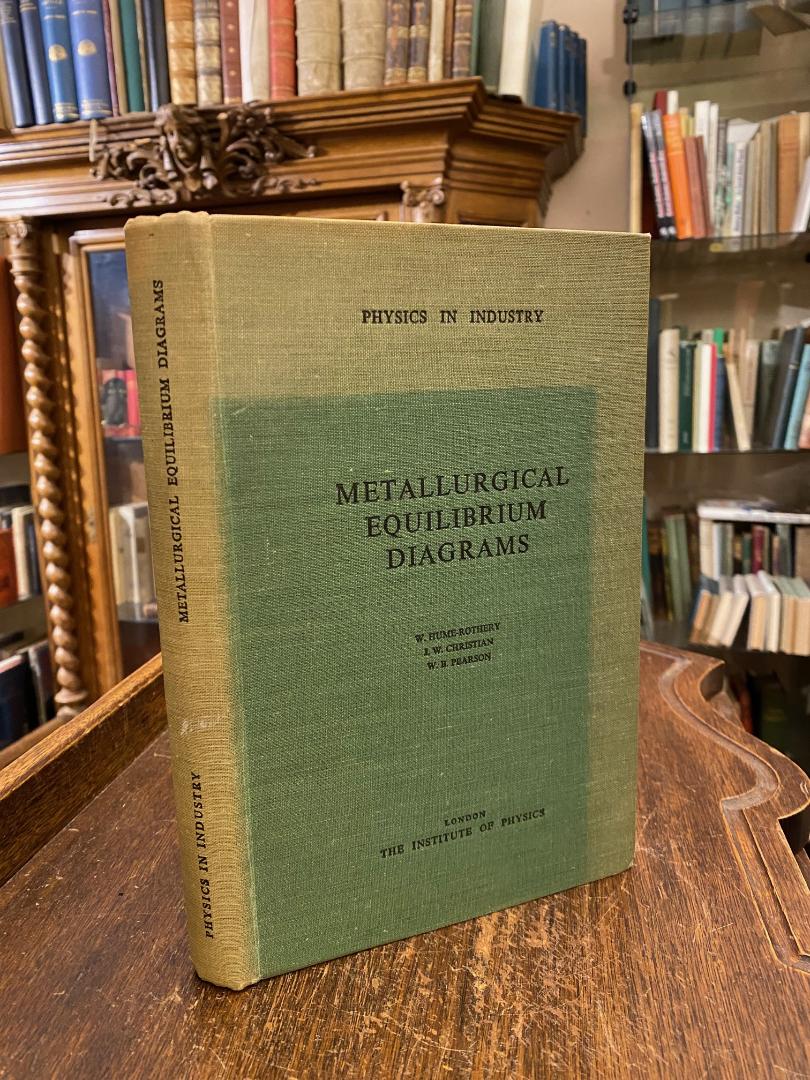 PHYSICS IN INDUSTRY
METALLURGICAL
EQUILIBRIUM
DIAGRAMS
W. HUME-ROTHERY
J. W. CHRISTIAN
W. B. PEARSON
LONDON
THE INSTITUTE OF PHYSICS
METALLURGICAL EQUILIBRIUM DIAGRAMS
PHYSICS IN INDUSTRY